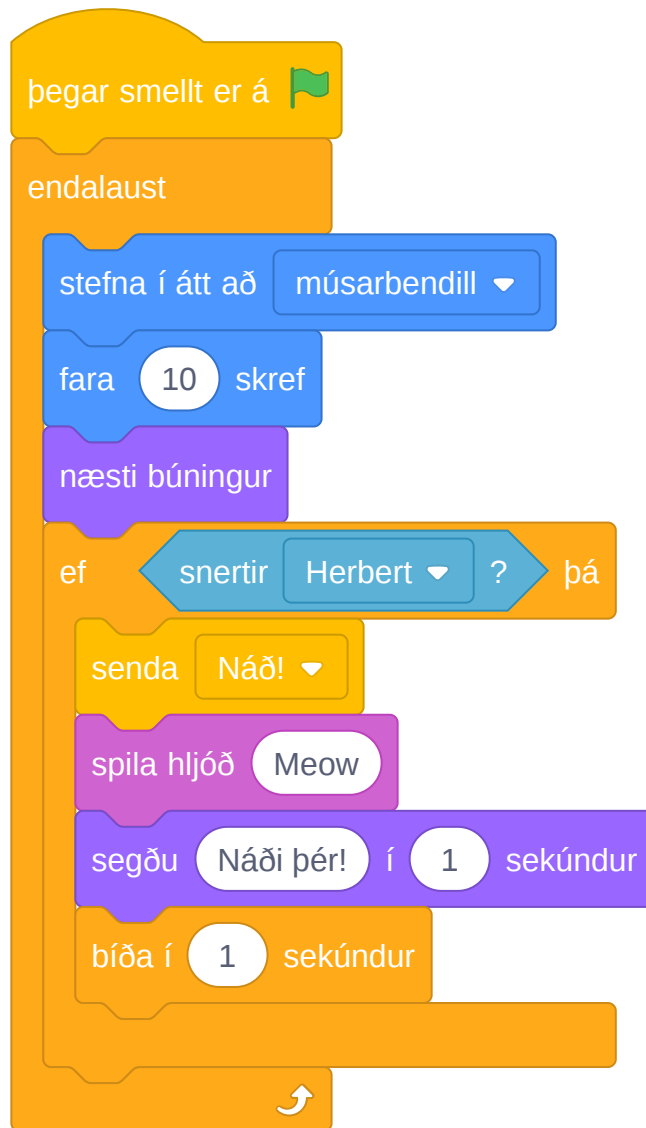 þegar smellt er á
endalaust
stefna í átt að músarbendill
fara 10 skref
næsti búningur
ef snertir Herbert ? þá
senda Náð!
spila hljóð Meow
segðu Náði þér! í 1 sekúndur
bíða í 1 sekúndur